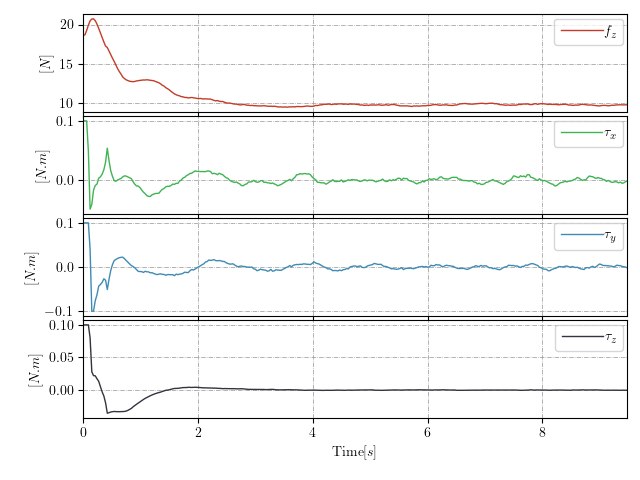 20
15
10
[N]
f_z
0.1
0.0
[N.m]
τ_x
0.1
0.0
−0.1
[N.m]
τ_y
0.10
0.05
0.00
[N.m]
τ_z
0 2 4 6 8
Time[s]